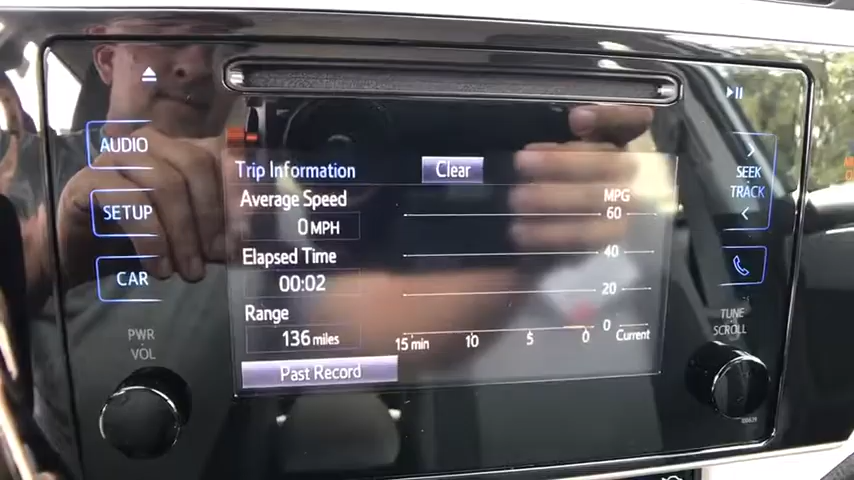 AUDIO
SETUP
CAR
PWR
VOL
Trip Information
Clear
Average Speed
0 MPH
Elapsed Time
00:02
Range
136 miles
Past Record
MPG
60
40
20
0
15 min
10
5
0
Current
SEEK
TRACK
TUNE
SCROLL